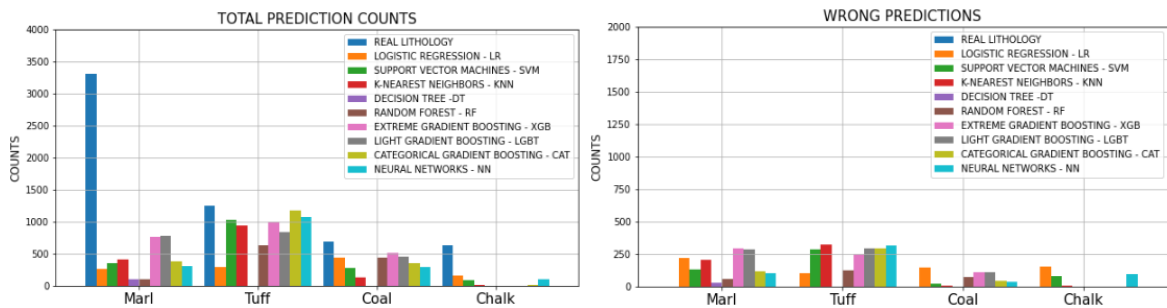 TOTAL PREDICTION COUNTS
4000
3500
3000
2500
2000
1500
1000
500
0
COUNTS
REAL LITHOLOGY
LOGISTIC REGRESSION - LR
SUPPORT VECTOR MACHINES - SVM
K-NEAREST NEIGHBORS - KNN
DECISION TREE -DT
RANDOM FOREST - RF
EXTREME GRADIENT BOOSTING - XGB
LIGHT GRADIENT BOOSTING - LGBT
CATEGORICAL GRADIENT BOOSTING - CAT
NEURAL NETWORKS - NN
Marl Tuff Coal Chalk
WRONG PREDICTIONS
2000
1750
1500
1250
1000
750
500
250
0
COUNTS
REAL LITHOLOGY
LOGISTIC REGRESSION - LR
SUPPORT VECTOR MACHINES - SVM
K-NEAREST NEIGHBORS - KNN
DECISION TREE -DT
RANDOM FOREST - RF
EXTREME GRADIENT BOOSTING - XGB
LIGHT GRADIENT BOOSTING - LGBT
CATEGORICAL GRADIENT BOOSTING - CAT
NEURAL NETWORKS - NN
Marl Tuff Coal Chalk